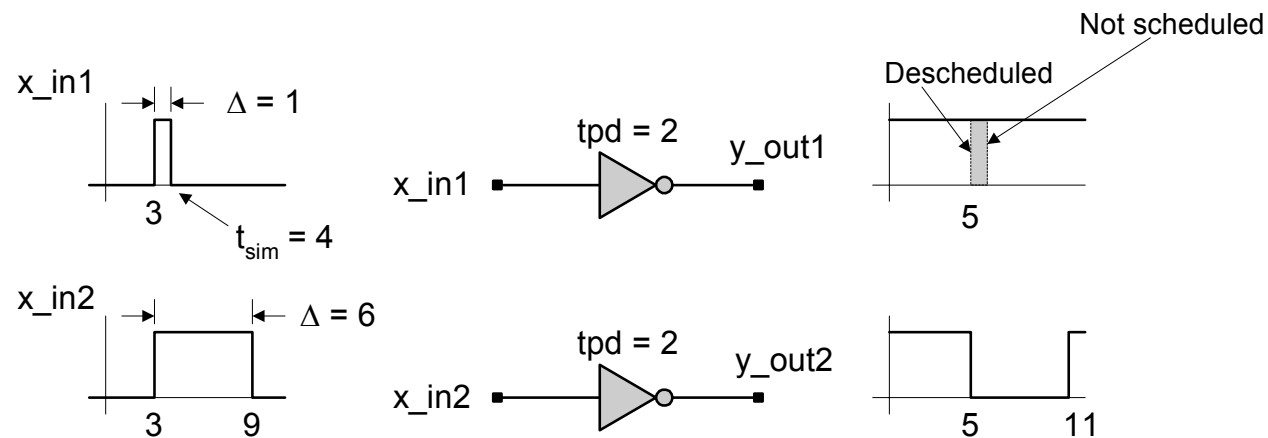 Not scheduled
Descheduled
x_in1
Δ = 1
tpd = 2
y_out1
x_in1
3
t_sim = 4
5
x_in2
Δ = 6
tpd = 2
y_out2
x_in2
3 9
5 11